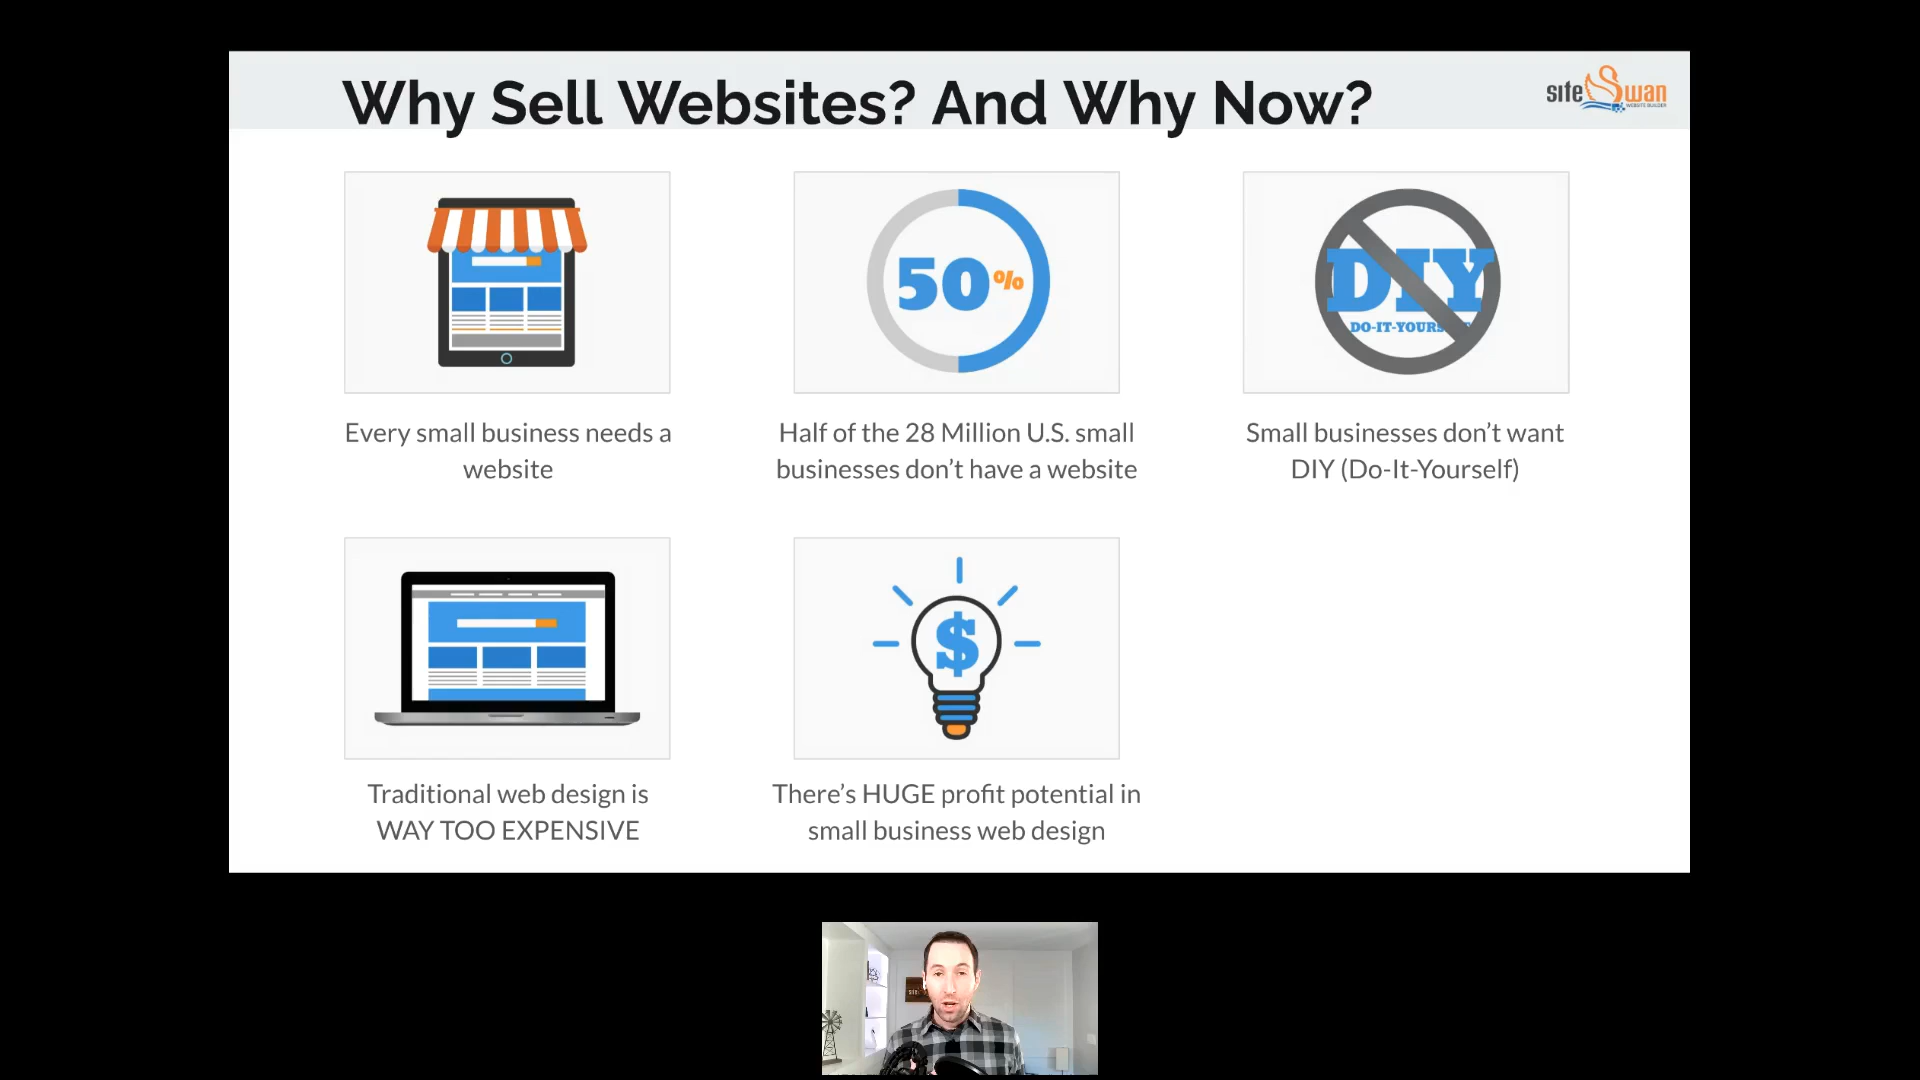 Why Sell Websites? And Why Now?
site Swan
WEBSITE BUILDER
50%
DIY
DO-IT-YOURS
Every small business needs a
website
Half of the 28 Million U.S. small
businesses don't have a website
Small businesses don't want
DIY (Do-It-Yourself)
$
Traditional web design is
WAY TOO EXPENSIVE
There's HUGE profit potential in
small business web design